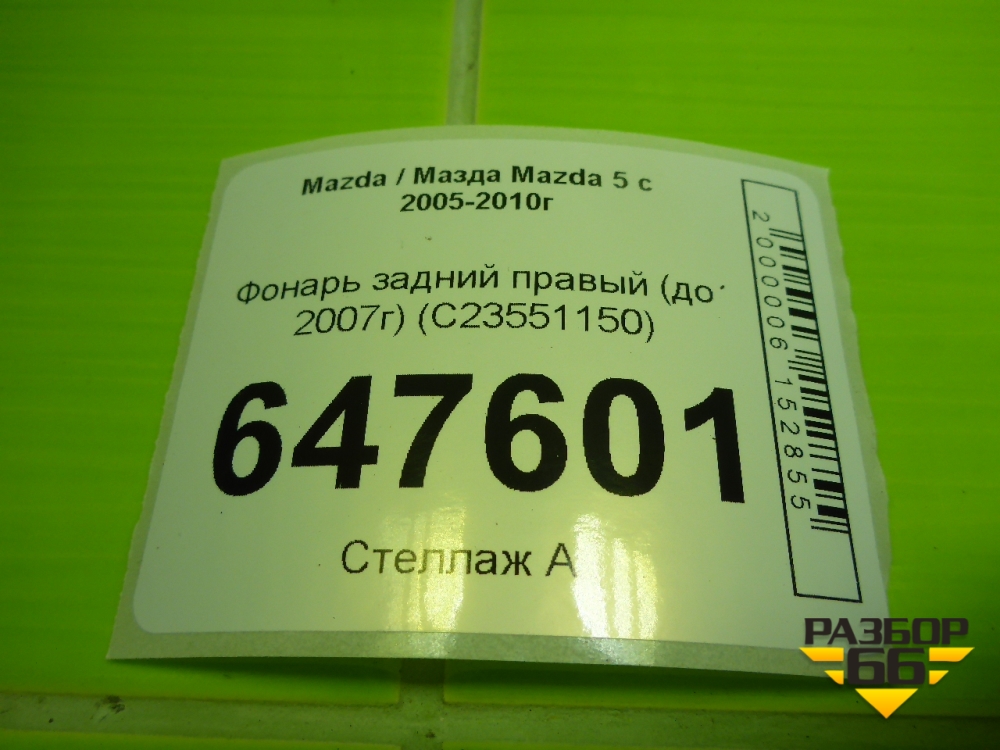 Mazda / Мазда Mazda 5 с
2005-2010г
Фонарь задний правый (до
2007г) (C23551150)
647601
Стеллаж А
2000006152855
РАЗБОР
66